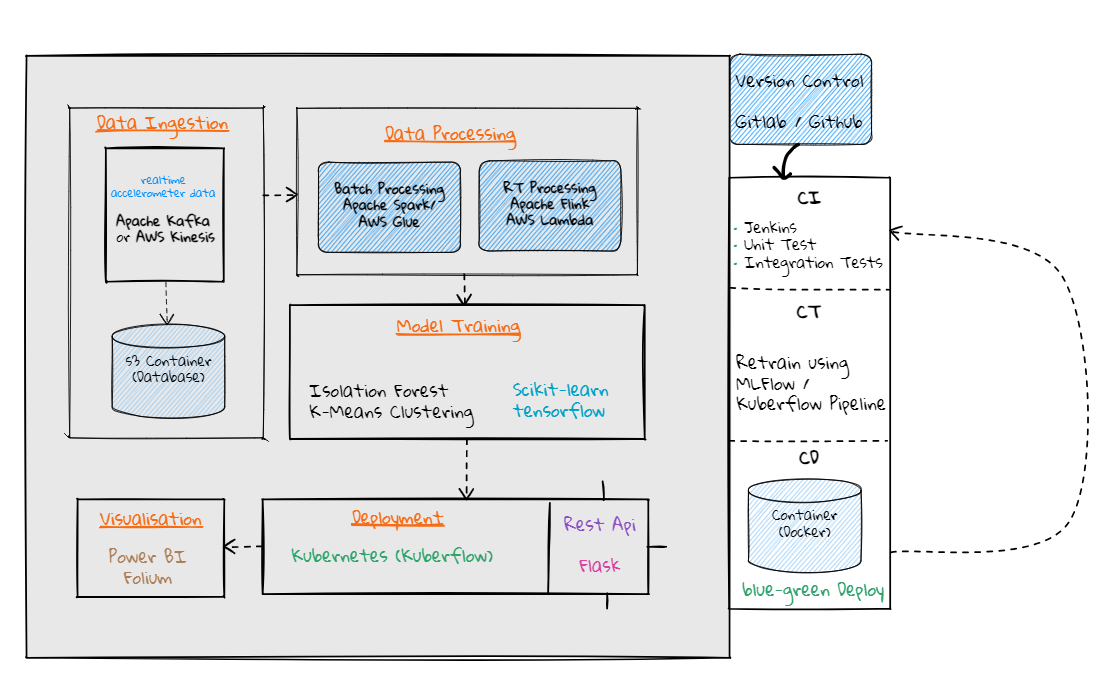 Data Ingestion
realtime
accelerometer data
Apache Kafka
or AWS Kinesis
S3 Container
(Database)
Data Processing
Batch Processing
Apache Spark/
AWS Glue
RT Processing
Apache Flink
AWS Lambda
Model Training
Isolation Forest
K-Means Clustering
Scikit-learn
tensorflow
Visualisation
Power BI
Folium
Deployment
Kubernetes (Kuberflow)
Rest Api
Flask
Version Control
Gitlab / Github
CI
- Jenkins
- Unit Test
- Integration Tests
CT
Retrain using
MLFlow /
Kuberflow Pipeline
CD
Container
(Docker)
blue-green Deploy